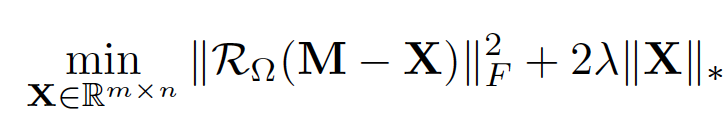 min_{X∈ℝ^{m×n}} ‖ℛ_Ω(M − X)‖_F^2 + 2λ‖X‖_*